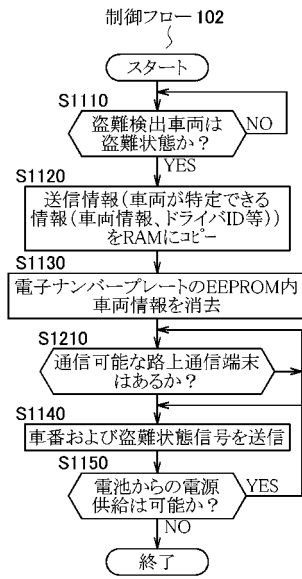 制御フロー102
スタート
S1110
盗難検出車両は
盗難状態か？
NO
YES
S1120
送信情報（車両が特定できる
情報（車両情報、ドライバID等））
をRAMにコピー
S1130
電子ナンバープレートのEEPROM内
車両情報を消去
S1210
通信可能な路上通信端末
はあるか？
S1140
車番および盗難状態信号を送信
S1150
電池からの電源
供給は可能か？
YES
NO
終了